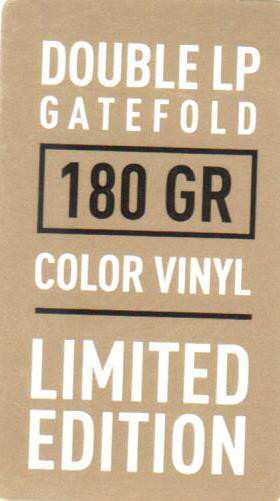 DOUBLE LP
GATEFOLD
180 GR
COLOR VINYL
LIMITED
EDITION